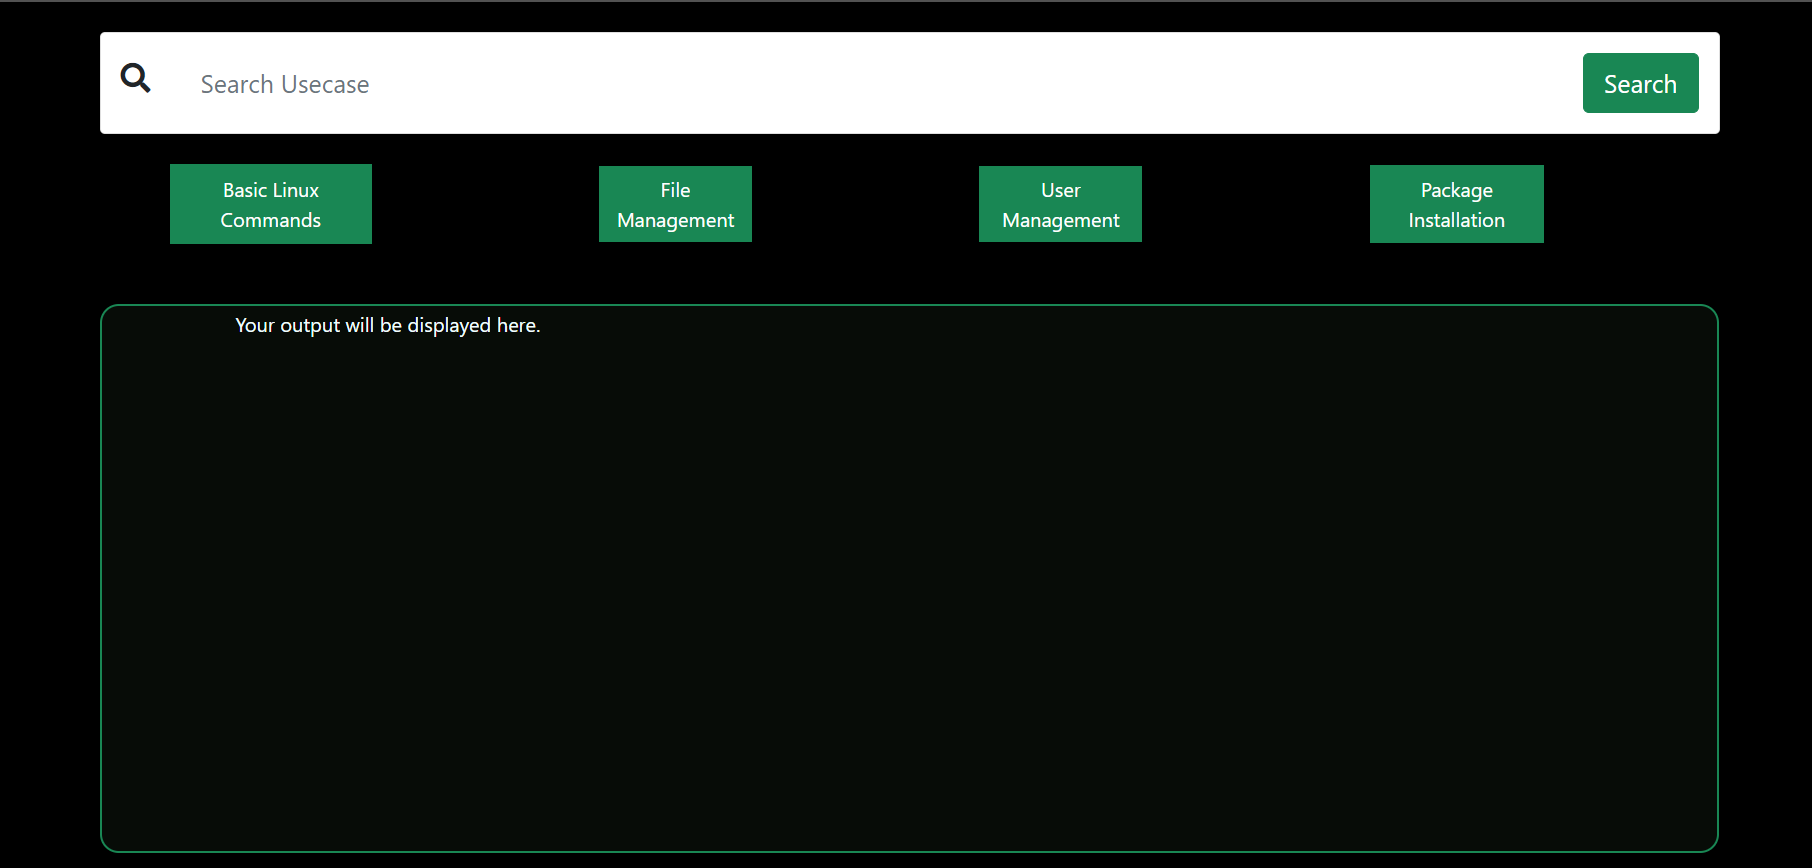 Search Usecase
Search
Basic Linux
Commands
File
Management
User
Management
Package
Installation
Your output will be displayed here.